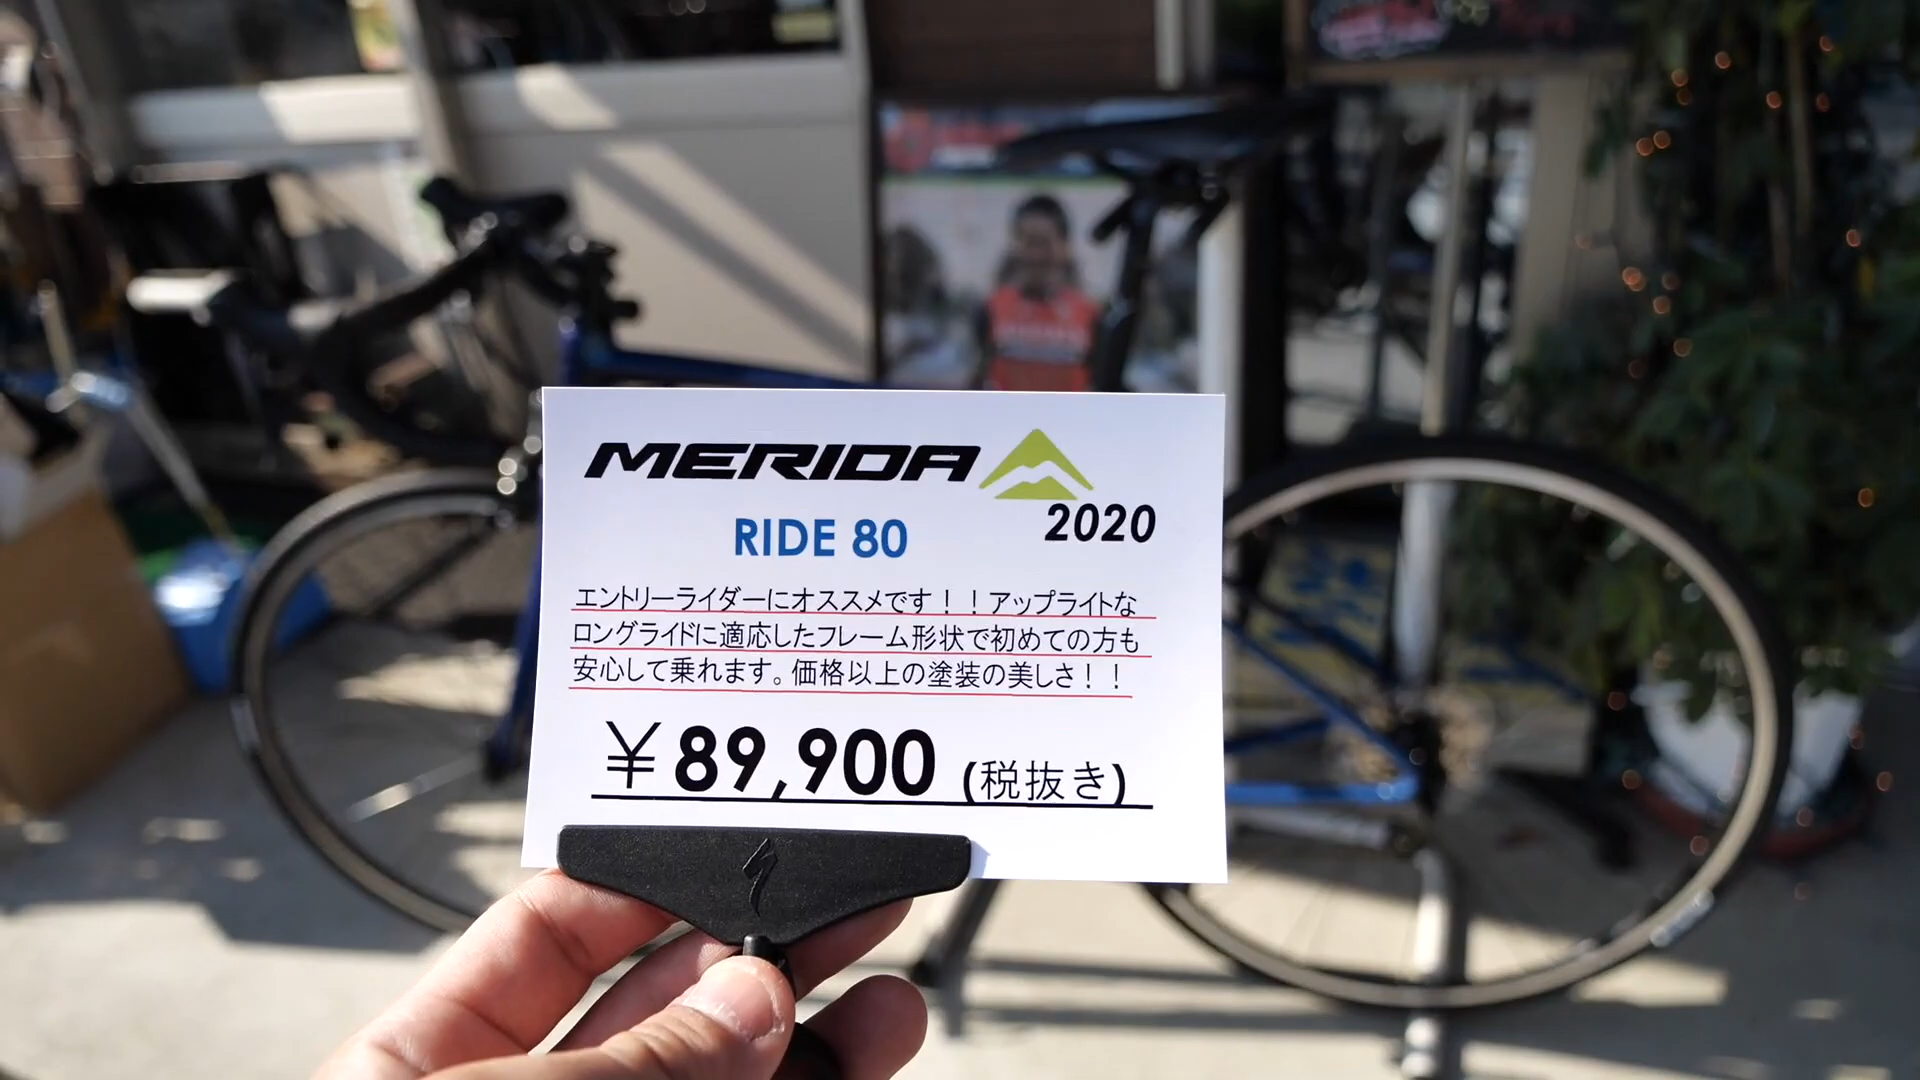 MERIDA
2020
RIDE 80
エントリーライダーにオススメです！！アップライトな
ロングライドに適応したフレーム形状で初めての方も
安心して乗れます。価格以上の塗装の美しさ！！
￥89,900 (税抜き)